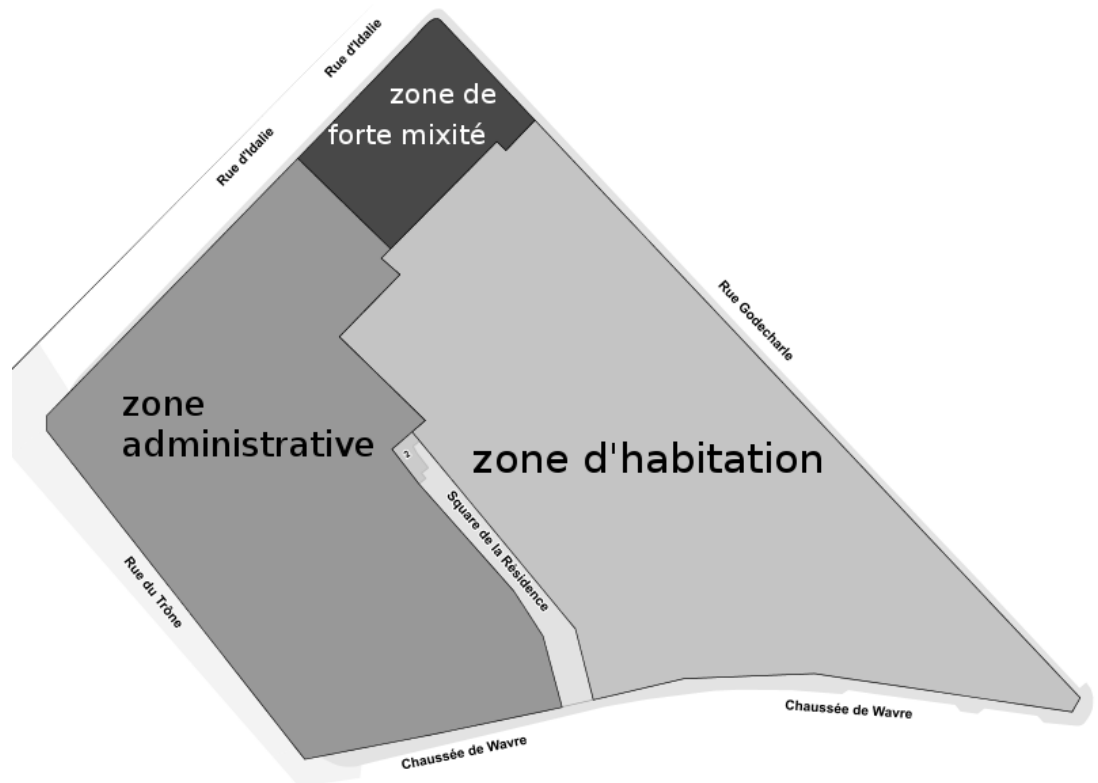 Rue d'Idalie
zone de
forte mixité
Rue d'Idalie
Rue Godecharle
zone
administrative
zone d'habitation
2
Square de la Résidence
Rue du Trône
Chaussée de Wavre
Chaussée de Wavre